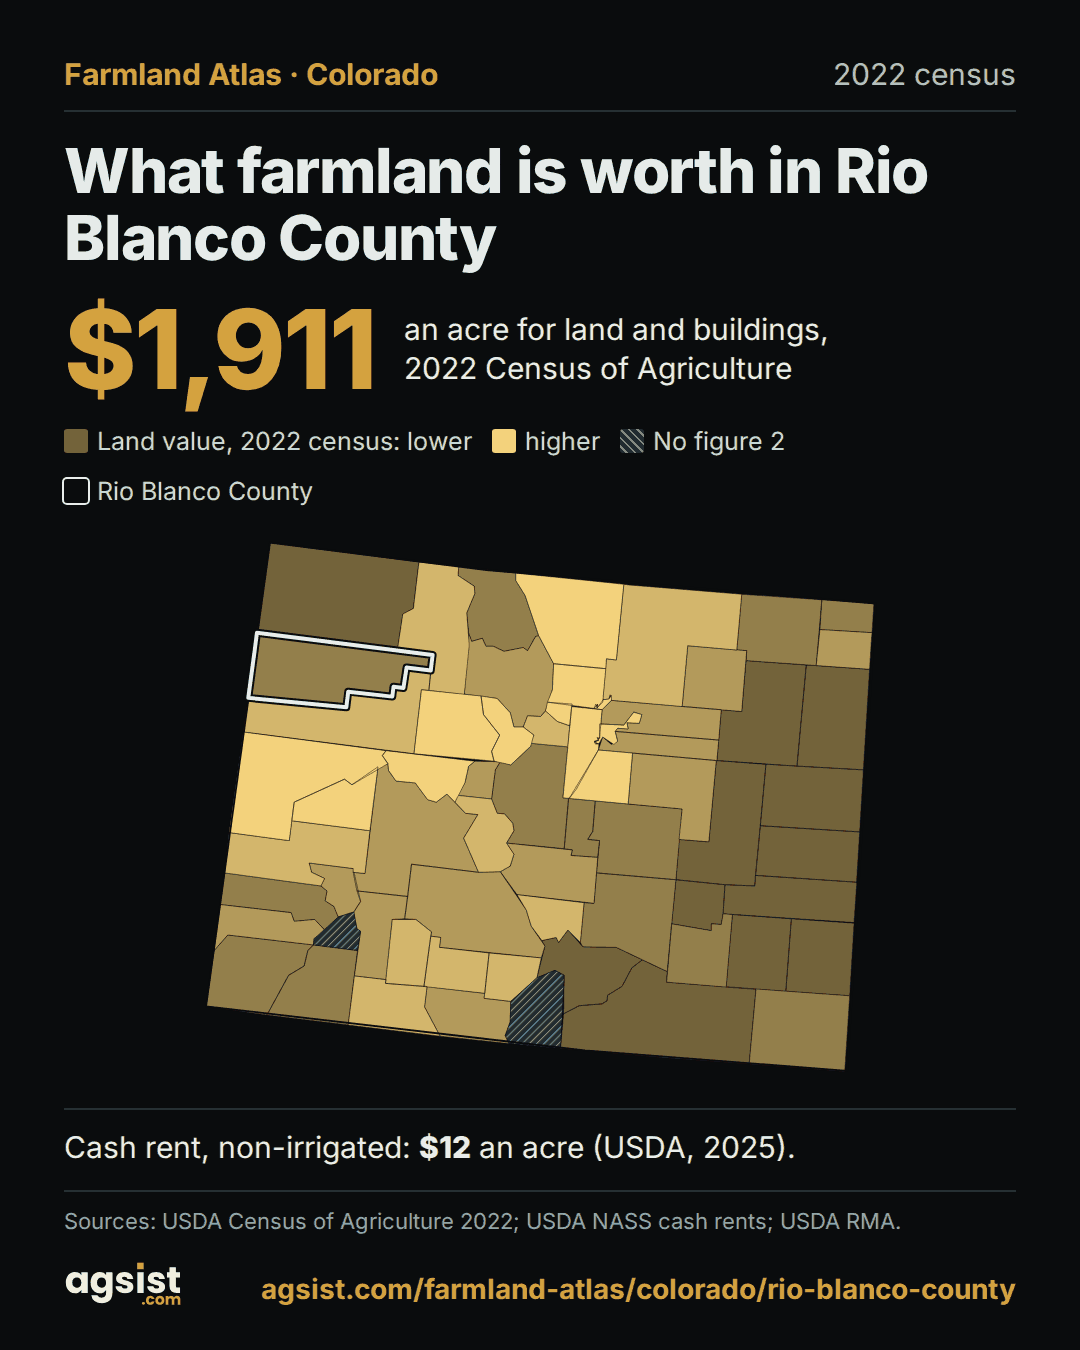 Farmland Atlas · Colorado
2022 census
What farmland is worth in Rio
Blanco County
$1,911
an acre for land and buildings,
2022 Census of Agriculture
Land value, 2022 census: lower
higher
No figure 2
Rio Blanco County
Cash rent, non-irrigated: $12 an acre (USDA, 2025).
Sources: USDA Census of Agriculture 2022; USDA NASS cash rents; USDA RMA.
agsist
.com
agsist.com/farmland-atlas/colorado/rio-blanco-county